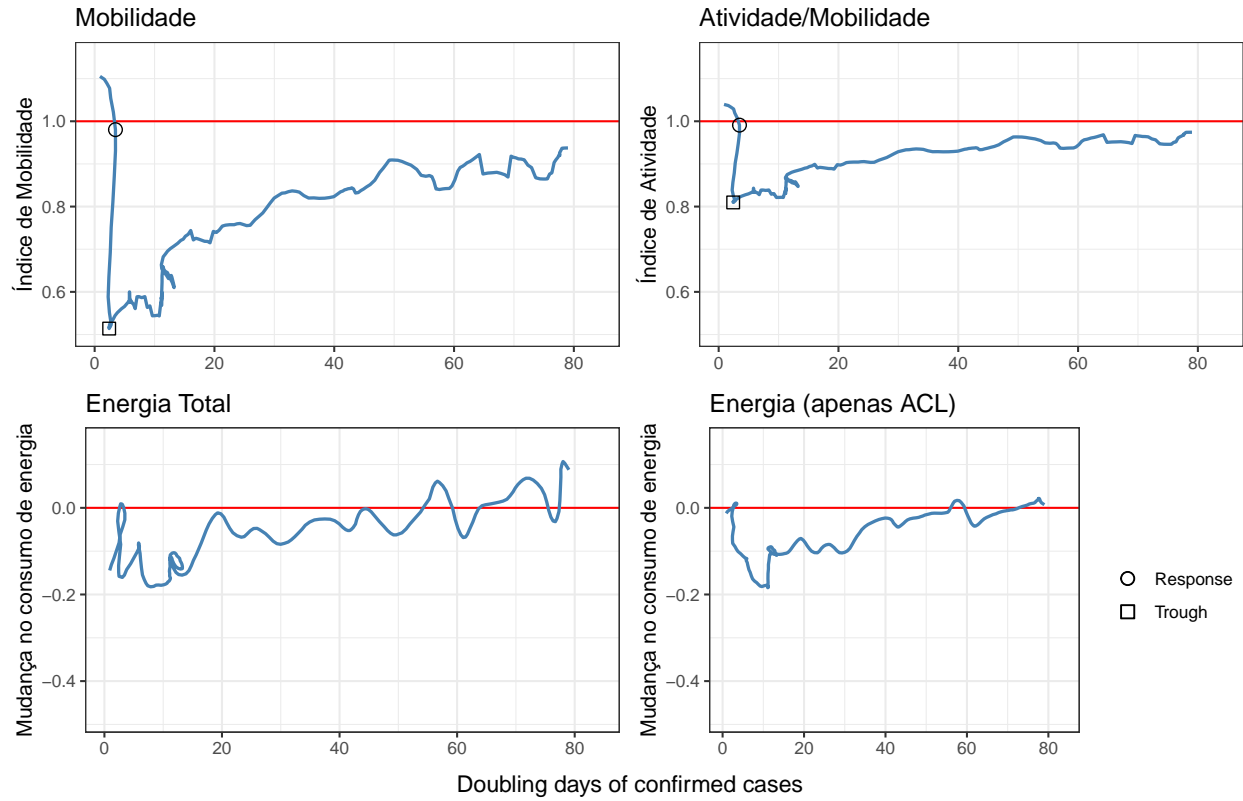 Mobilidade
Índice de Mobilidade
1.0
0.8
0.6
0 20 40 60 80
Atividade/Mobilidade
Índice de Atividade
1.0
0.8
0.6
0 20 40 60 80
Energia Total
Mudança no consumo de energia
0.0
−0.2
−0.4
0 20 40 60 80
Energia (apenas ACL)
Mudança no consumo de energia
0.0
−0.2
−0.4
0 20 40 60 80
Response
Trough
Doubling days of confirmed cases